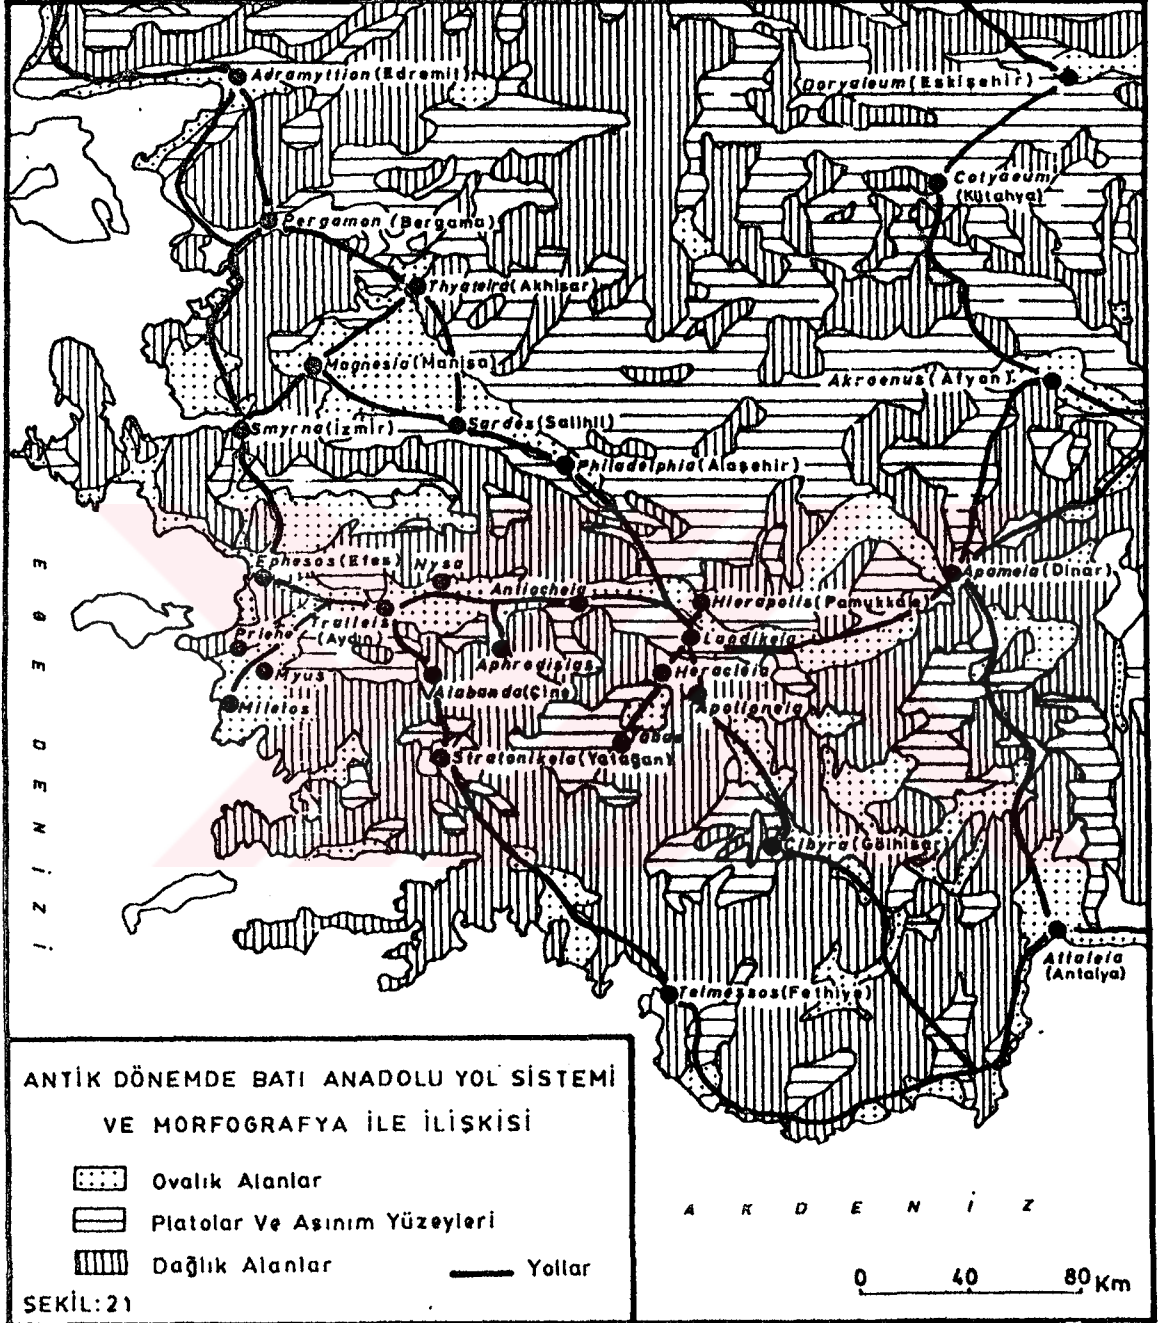 Adramyttion (Edremit)
Doryaleum (Eskişehir)
Cotyaeum
(Kütahya)
Pergamon (Bergama)
Thyateira (Akhisar)
Magnesia (Manisa)
Akroenus (Afyon)
Smyrna (İzmir)
Sardes (Salihli)
Philadelphia (Alaşehir)
Ephesos (Efes)
Nysa
Antiocheia
Apameia (Dinar)
Hierapolis (Pamukkale)
Tralleis
(Aydın)
Priene
Laodikeia
Aphrodisias
Heracleia
Myus
Alabanda (Çine)
Miletos
Apolloneia
Tabae
Stratonikeia (Yatağan)
Cibyra (Gölhisar)
Attaleia
(Antalya)
Telmessos (Fethiye)
EGE DENİZİ
AKDENİZ
ANTİK DÖNEMDE BATI ANADOLU YOL SİSTEMİ
VE MORFOGRAFYA İLE İLİŞKİSİ
Ovalık Alanlar
Platolar Ve Aşınım Yüzeyleri
Dağlık Alanlar
Yollar
ŞEKİL: 21
0 40 80 Km